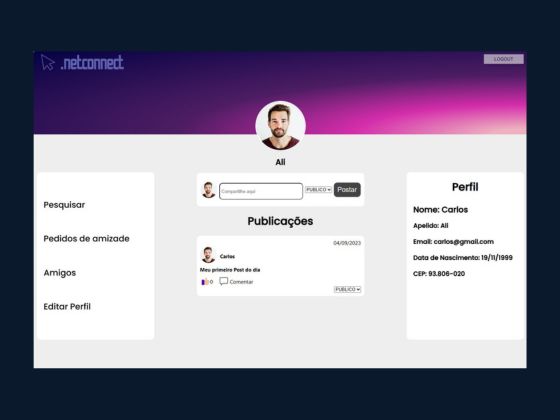 .netconnect
LOGOUT
Ali
Pesquisar
Pedidos de amizade
Amigos
Editar Perfil
Compartilhe aqui
PUBLICO
Postar
Publicações
04/09/2023
Carlos
Meu primeiro Post do dia
0
Comentar
PUBLICO
Perfil
Nome: Carlos
Apelido: Ali
Email: carlos@gmail.com
Data de Nascimento: 19/11/1999
CEP: 93.806-020